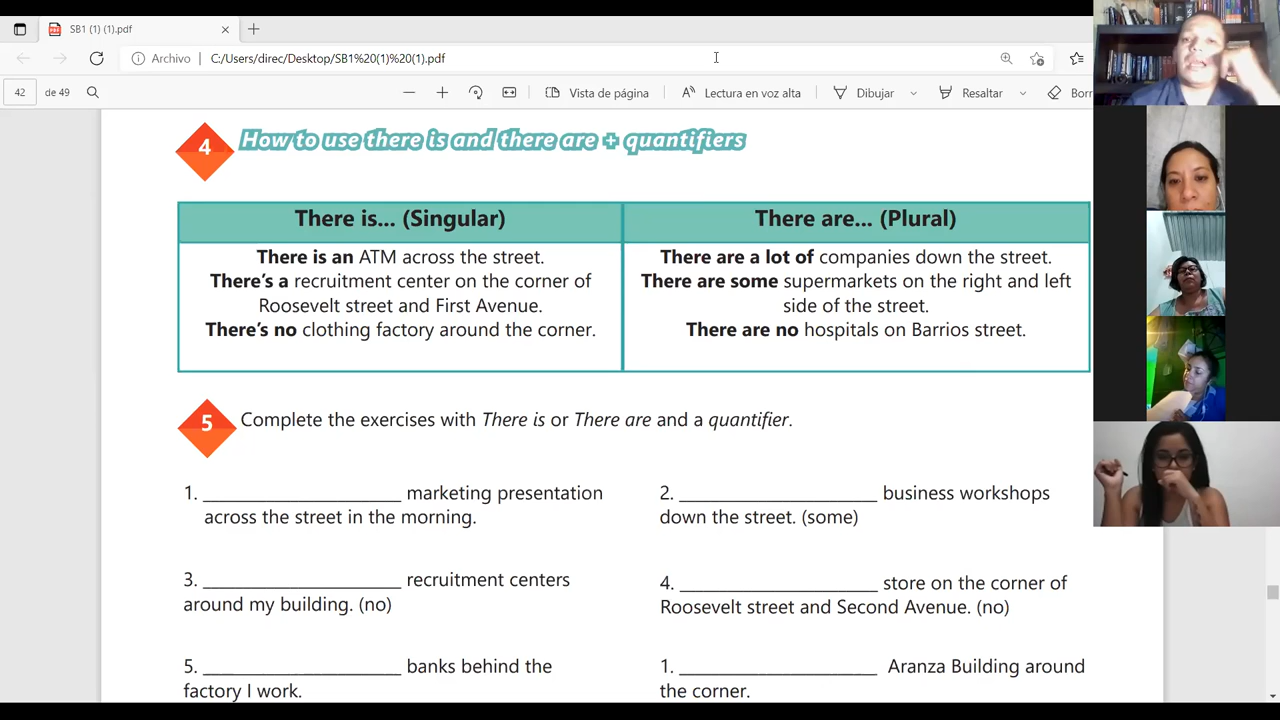 SB1 (1) (1).pdf
Archivo C:/Users/direc/Desktop/SB1%20(1)%20(1).pdf
42 de 49 Vista de página Lectura en voz alta Dibujar Resaltar Borr
4 How to use there is and there are + quantifiers
There is... (Singular)
There is an ATM across the street.
There's a recruitment center on the corner of
Roosevelt street and First Avenue.
There's no clothing factory around the corner.
There are... (Plural)
There are a lot of companies down the street.
There are some supermarkets on the right and left
side of the street.
There are no hospitals on Barrios street.
5 Complete the exercises with There is or There are and a quantifier.
1. ____________________ marketing presentation
across the street in the morning.
2. ____________________ business workshops
down the street. (some)
3. ____________________ recruitment centers
around my building. (no)
4. ____________________ store on the corner of
Roosevelt street and Second Avenue. (no)
5. ____________________ banks behind the
factory I work.
1. ____________________ Aranza Building around
the corner.